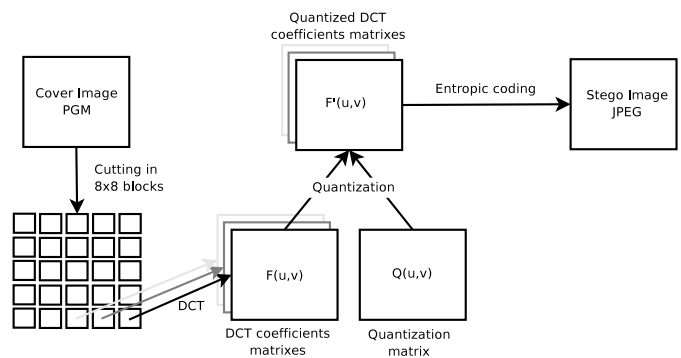 Quantized DCT
coefficients matrixes
Cover Image
PGM
F'(u,v)
Entropic coding
Stego Image
JPEG
Cutting in
8x8 blocks
Quantization
F(u,v)
Q(u,v)
DCT
DCT coefficients
matrixes
Quantization
matrix